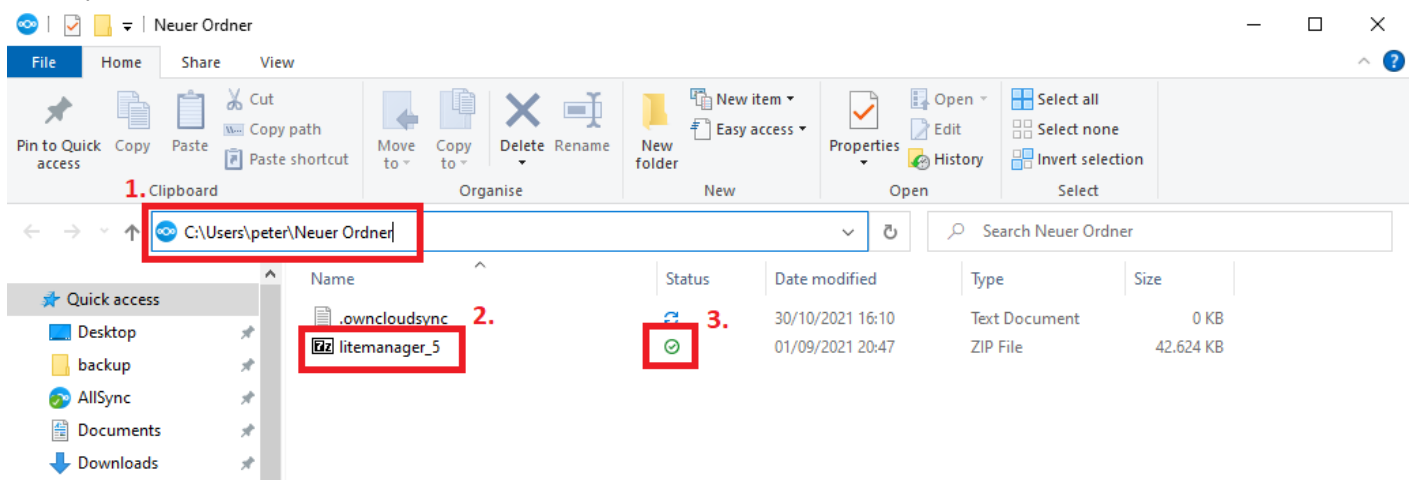 Neuer Ordner
File Home Share View
Pin to Quick access
Copy
Paste
Cut
Copy path
Paste shortcut
Move to
Copy to
Delete
Rename
New folder
New item
Easy access
Properties
Open
Edit
History
Select all
Select none
Invert selection
1. Clipboard Organise New Open Select
C:\Users\peter\Neuer Ordner
Search Neuer Ordner
Name Status Date modified Type Size
Quick access
.owncloudsync 2. 3. 30/10/2021 16:10 Text Document 0 KB
Desktop
litemanager_5 01/09/2021 20:47 ZIP File 42.624 KB
backup
AllSync
Documents
Downloads